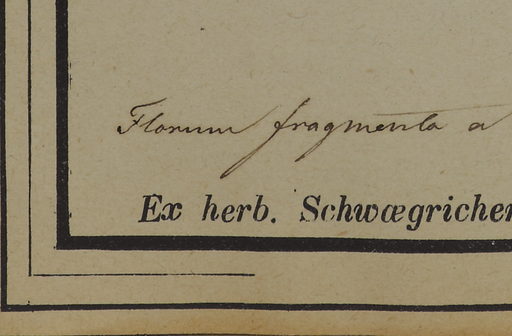 Florum fragmenta a
Ex herb. Schwægrichen